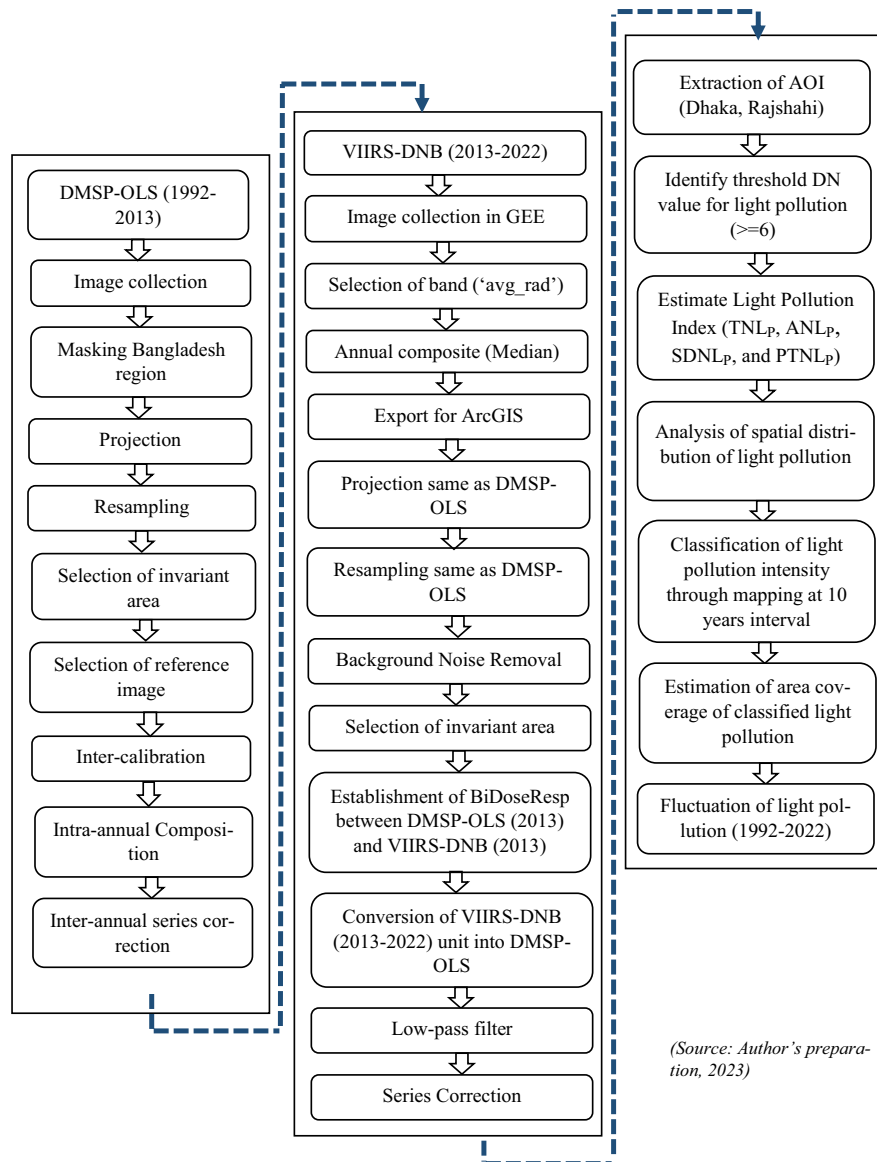 DMSP-OLS (1992-
2013)
Image collection
Masking Bangladesh
region
Projection
Resampling
Selection of invariant
area
Selection of reference
image
Inter-calibration
Intra-annual Composi-
tion
Inter-annual series cor-
rection
VIIRS-DNB (2013-2022)
Image collection in GEE
Selection of band (‘avg_rad’)
Annual composite (Median)
Export for ArcGIS
Projection same as DMSP-
OLS
Resampling same as DMSP-
OLS
Background Noise Removal
Selection of invariant area
Establishment of BiDoseResp
between DMSP-OLS (2013)
and VIIRS-DNB (2013)
Conversion of VIIRS-DNB
(2013-2022) unit into DMSP-
OLS
Low-pass filter
Series Correction
Extraction of AOI
(Dhaka, Rajshahi)
Identify threshold DN
value for light pollution
(>=6)
Estimate Light Pollution
Index (TNLP, ANLP,
SDNLP, and PTNLP)
Analysis of spatial distri-
bution of light pollution
Classification of light
pollution intensity
through mapping at 10
years interval
Estimation of area cov-
erage of classified light
pollution
Fluctuation of light pol-
lution (1992-2022)
(Source: Author’s prepara-
tion, 2023)